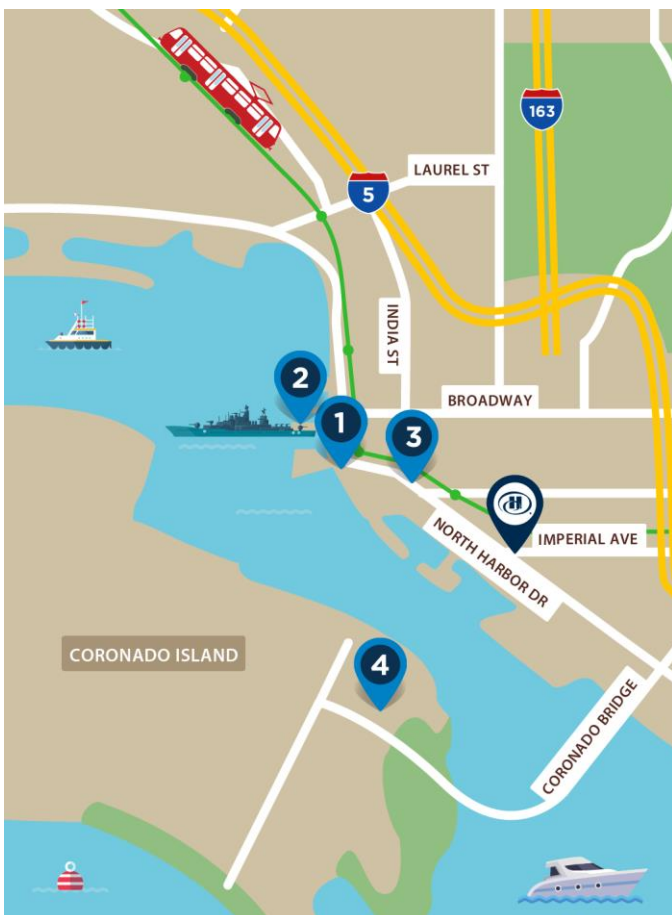 163
LAUREL ST
5
INDIA ST
2
BROADWAY
1
3
H
IMPERIAL AVE
NORTH HARBOR DR
CORONADO ISLAND
4
CORONADO BRIDGE